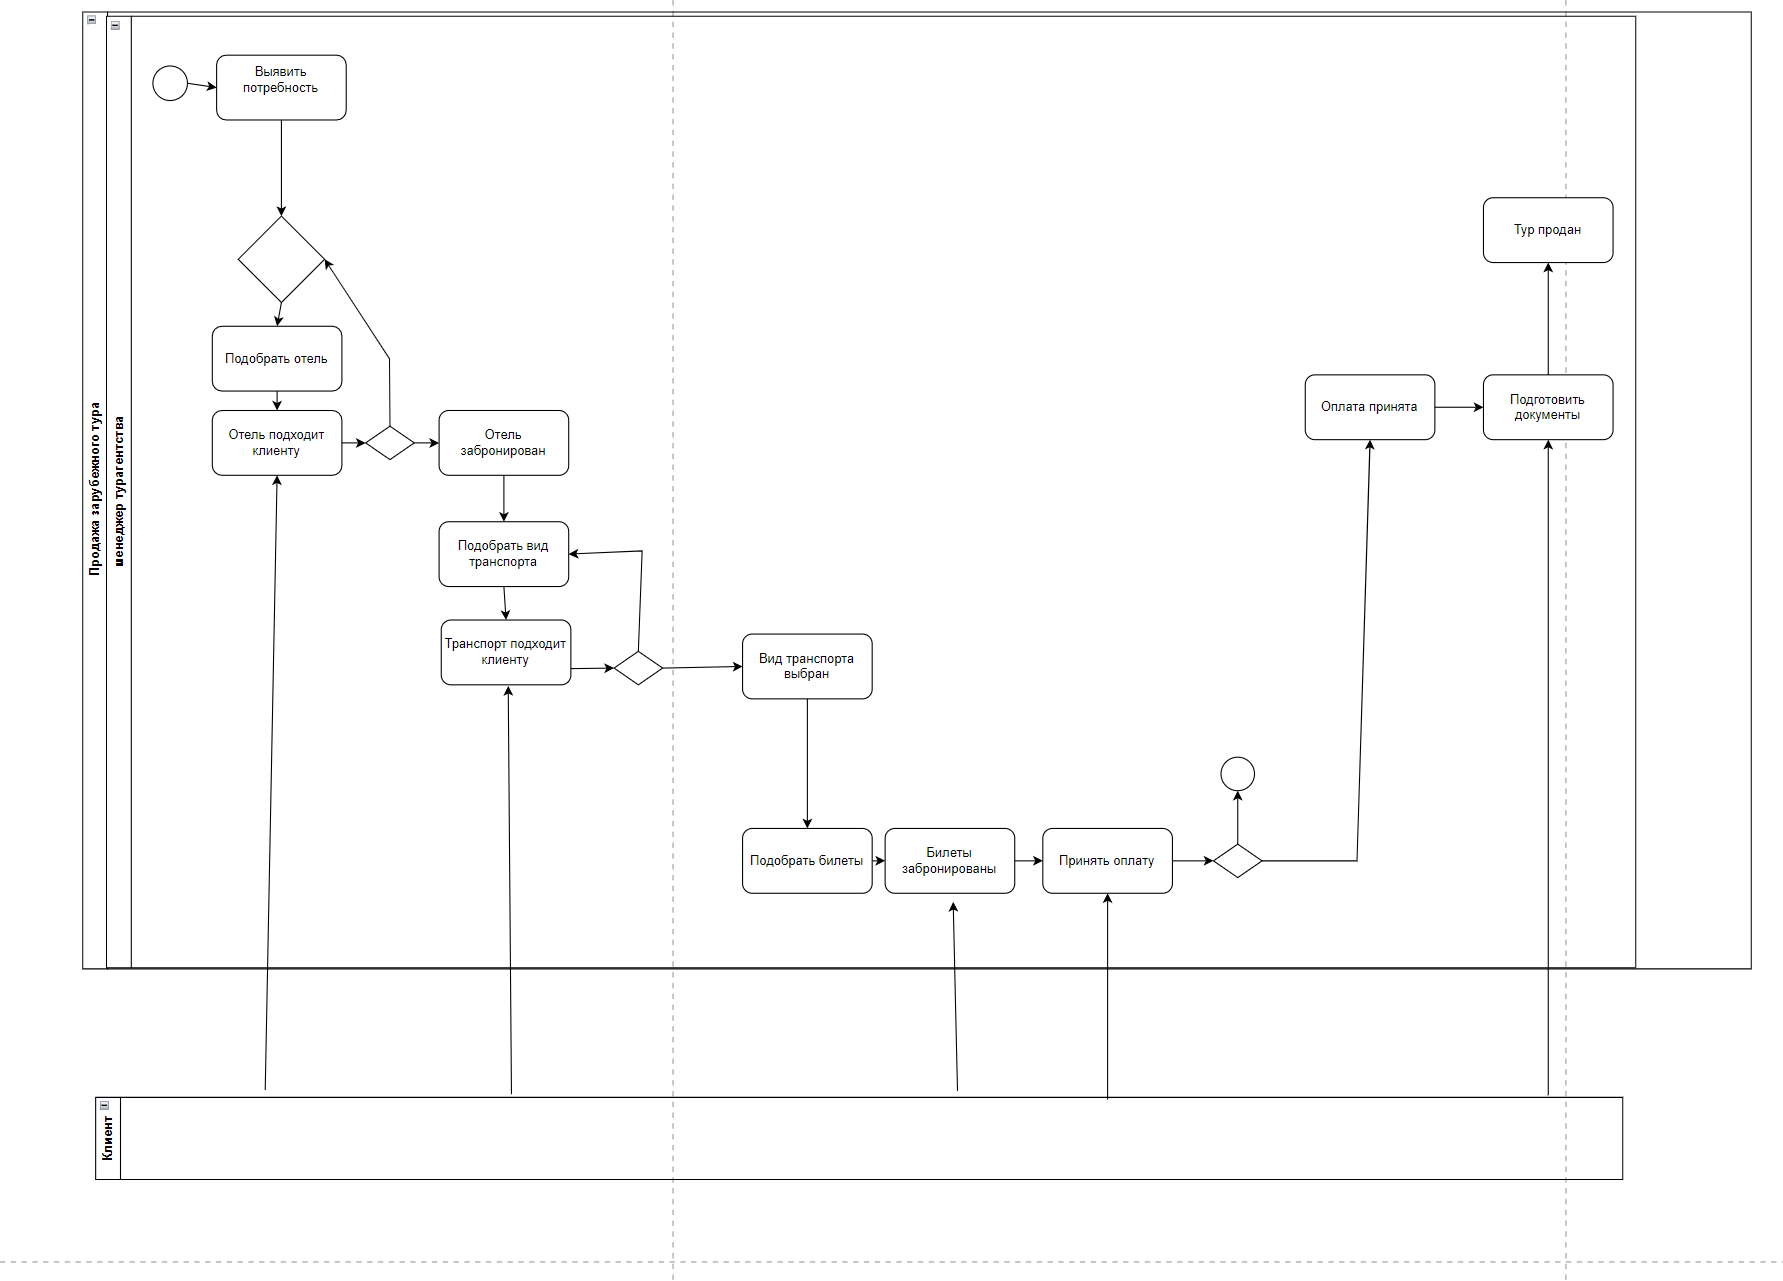 Продажа зарубежного тура
менеджер турагентства
Выявить
потребность
Подобрать отель
Отель подходит
клиенту
Отель
забронирован
Подобрать вид
транспорта
Транспорт подходит
клиенту
Вид транспорта
выбран
Подобрать билеты
Билеты
забронированы
Принять оплату
Оплата принята
Подготовить
документы
Тур продан
Клиент